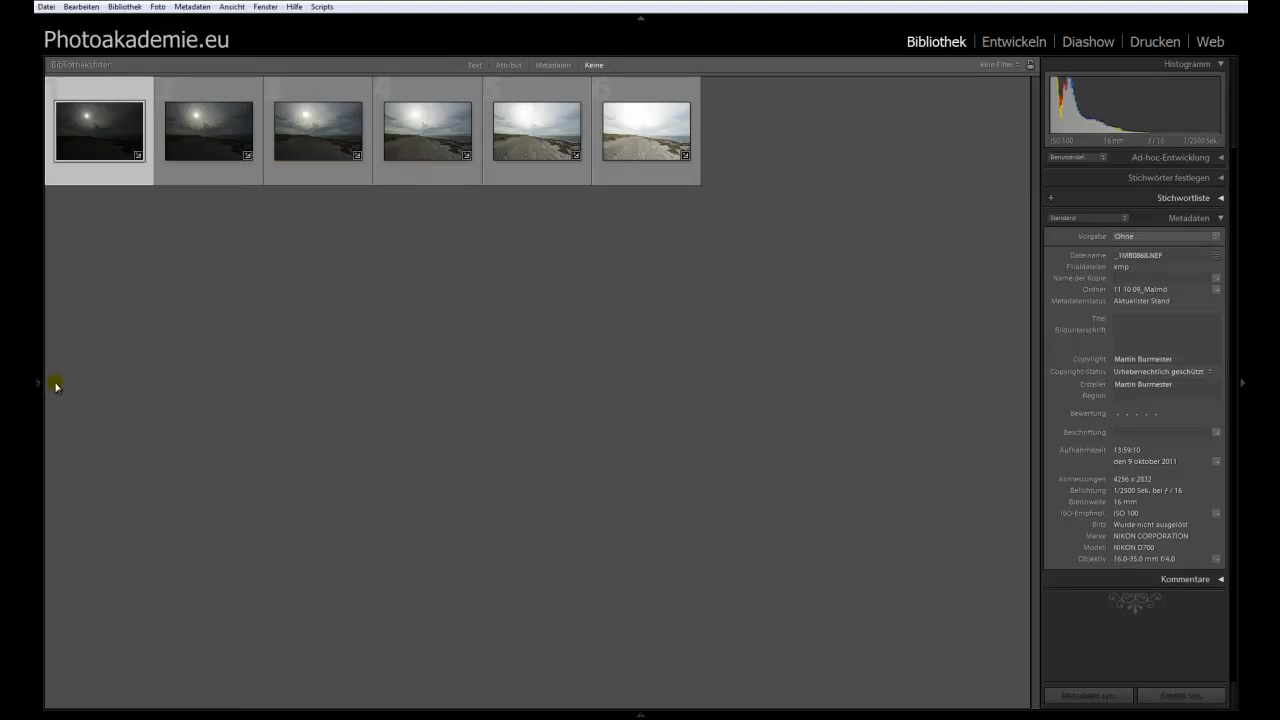 Datei Bearbeiten Bibliothek Foto Metadaten Ansicht Fenster Hilfe Scripts
Photoakademie.eu
Bibliothek | Entwickeln | Diashow | Drucken | Web
Bibliotheksfilter: Text Attribut Metadaten Keine Kein Filter
Histogramm
ISO 100 16 mm f / 16 1/2500 Sek.
Benutzerdef. Ad-hoc-Entwicklung
Stichwörter festlegen
+ Stichwortliste
Standard Metadaten
Vorgabe Ohne
Dateiname _1MB0868.NEF
Filialdateien xmp
Name der Kopie
Ordner 11 10 09_Malmö
Metadatenstatus Aktuellster Stand
Titel
Bildunterschrift
Copyright Martin Burmester
Copyright-Status Urheberrechtlich geschützt
Ersteller Martin Burmester
Region
Bewertung . . . . .
Beschriftung
Aufnahmezeit 13:59:10
den 9 oktober 2011
Abmessungen 4256 x 2832
Belichtung 1/2500 Sek. bei f / 16
Brennweite 16 mm
ISO-Empfindl. ISO 100
Blitz Wurde nicht ausgelöst
Marke NIKON CORPORATION
Modell NIKON D700
Objektiv 16.0-35.0 mm f/4.0
Kommentare
Metadaten syn.